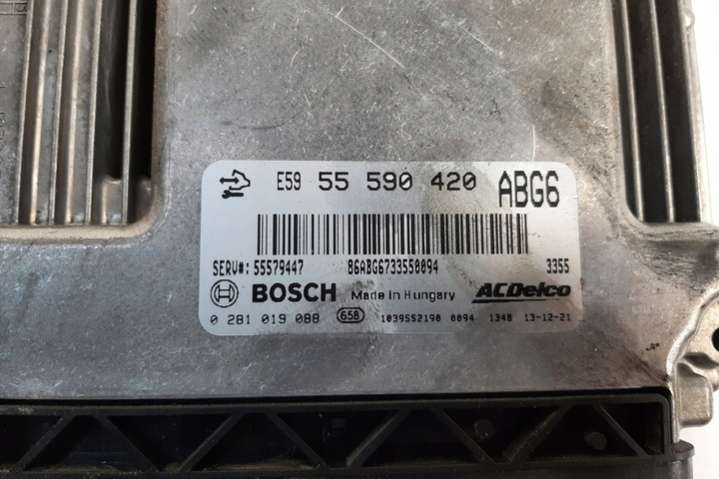 E59 55 590 420 ABG6
SERV#: 55579447 86ABG6733550094 3355
BOSCH Made in Hungary ACDelco
0 281 019 088 658 1039S52190 0094 1348 13-12-21